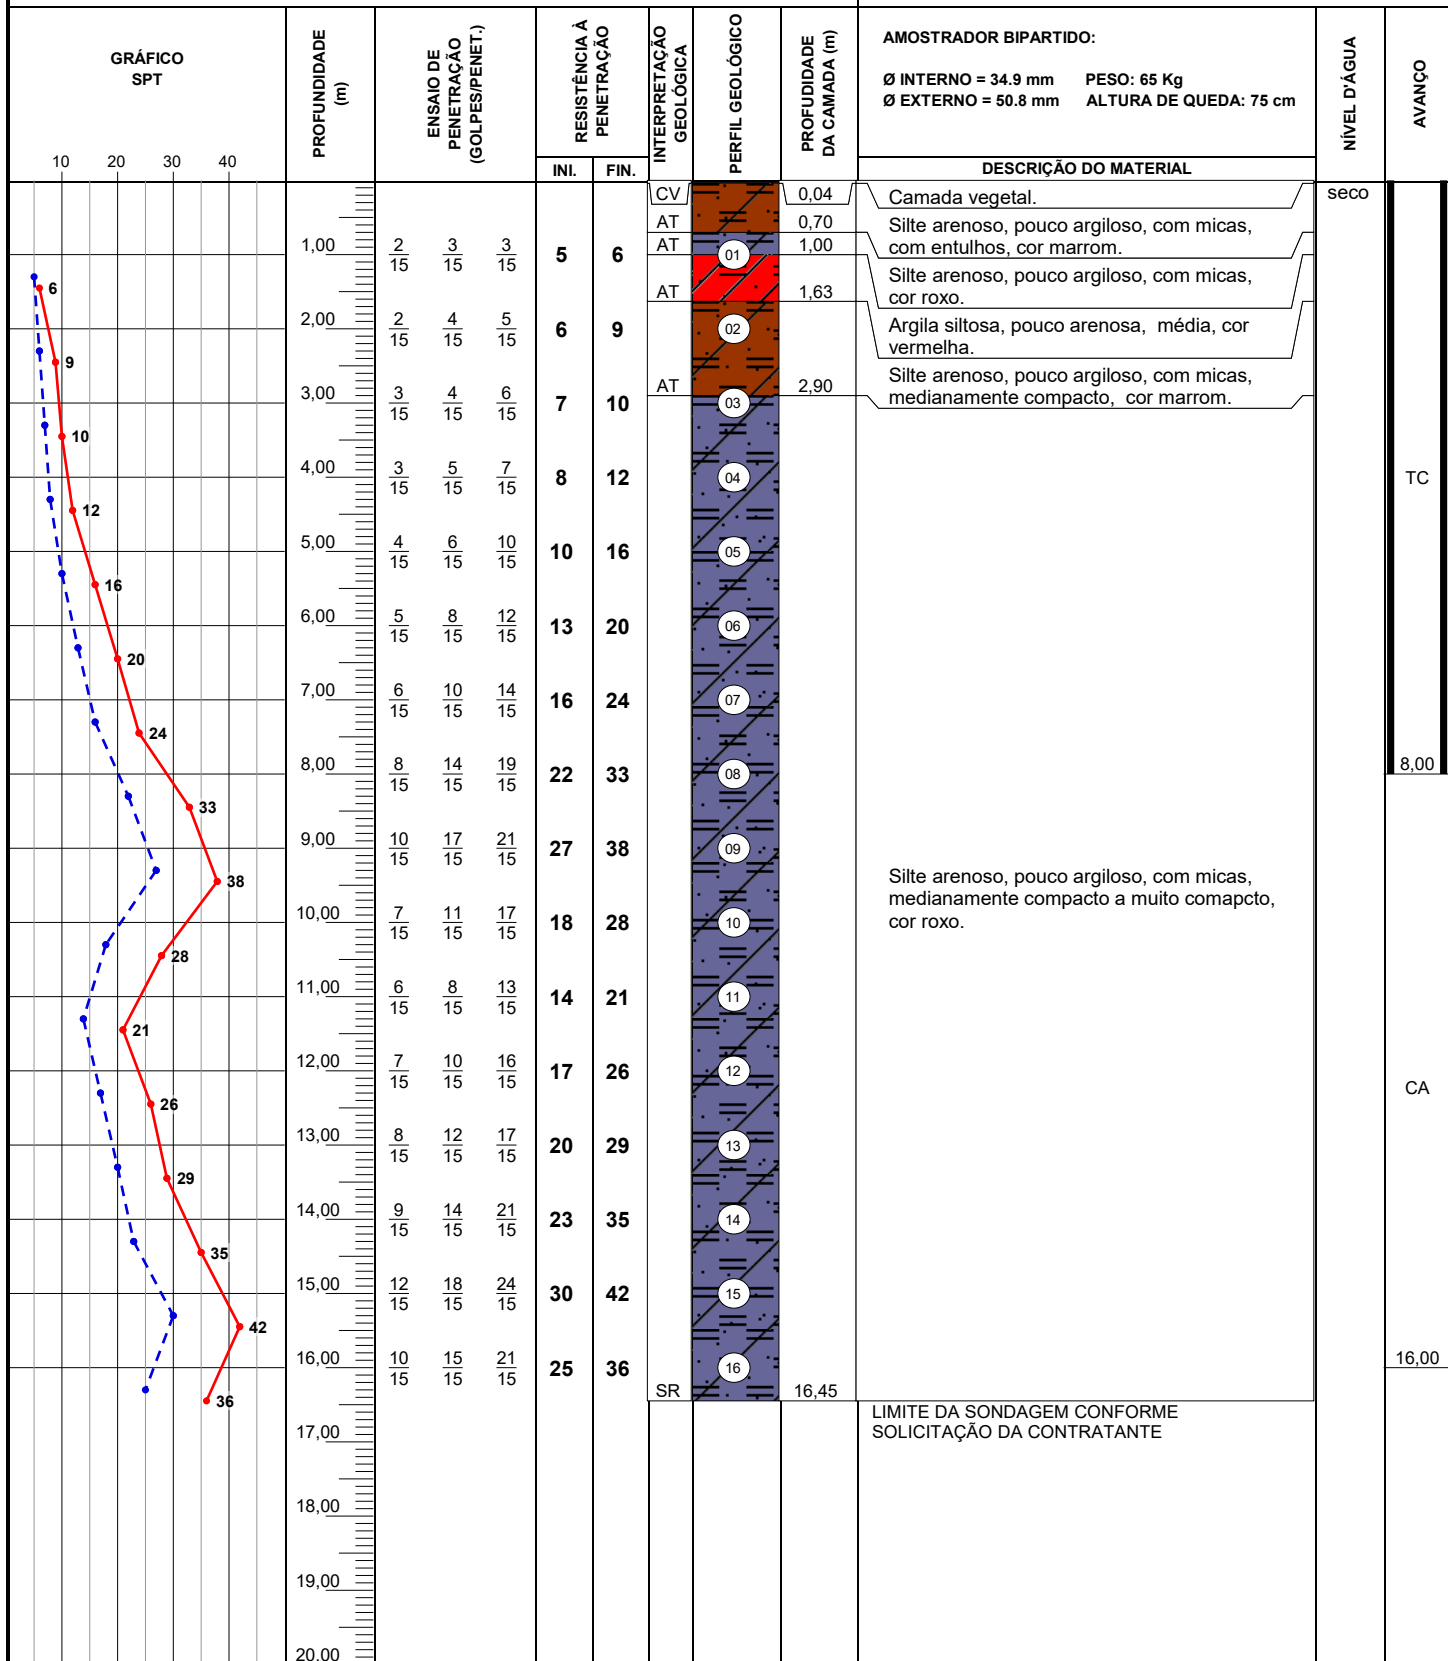 GRÁFICO
SPT
10 20 30 40
PROFUNDIDADE
(m)
ENSAIO DE
PENETRAÇÃO
(GOLPES/PENET.)
RESISTÊNCIA À
PENETRAÇÃO
INI. FIN.
INTERPRETAÇÃO
GEOLÓGICA
PERFIL GEOLÓGICO
PROFUDIDADE
DA CAMADA (m)
AMOSTRADOR BIPARTIDO:
Ø INTERNO = 34.9 mm PESO: 65 Kg
Ø EXTERNO = 50.8 mm ALTURA DE QUEDA: 75 cm
DESCRIÇÃO DO MATERIAL
NÍVEL D'ÁGUA
AVANÇO
CV 0,04 Camada vegetal. seco
AT 0,70 Silte arenoso, pouco argiloso, com micas,
com entulhos, cor marrom.
1,00 2/15 3/15 3/15 5 6 AT 01 1,00
Silte arenoso, pouco argiloso, com micas,
cor roxo.
6
AT 1,63
2,00 2/15 4/15 5/15 6 9 02
Argila siltosa, pouco arenosa, média, cor
vermelha.
9
Silte arenoso, pouco argiloso, com micas,
medianamente compacto, cor marrom.
AT 2,90
3,00 3/15 4/15 6/15 7 10 03
10
4,00 3/15 5/15 7/15 8 12 04 TC
12
5,00 4/15 6/15 10/15 10 16 05
16
6,00 5/15 8/15 12/15 13 20 06
20
7,00 6/15 10/15 14/15 16 24 07
24
8,00 8/15 14/15 19/15 22 33 08 8,00
33
9,00 10/15 17/15 21/15 27 38 09
38
Silte arenoso, pouco argiloso, com micas,
medianamente compacto a muito comapcto,
cor roxo.
10,00 7/15 11/15 17/15 18 28 10
28
11,00 6/15 8/15 13/15 14 21 11
21
12,00 7/15 10/15 16/15 17 26 12 CA
26
13,00 8/15 12/15 17/15 20 29 13
29
14,00 9/15 14/15 21/15 23 35 14
35
15,00 12/15 18/15 24/15 30 42 15
42
16,00 10/15 15/15 21/15 25 36 16 16,00
36 SR 16,45
LIMITE DA SONDAGEM CONFORME
SOLICITAÇÃO DA CONTRATANTE
17,00
18,00
19,00
20,00